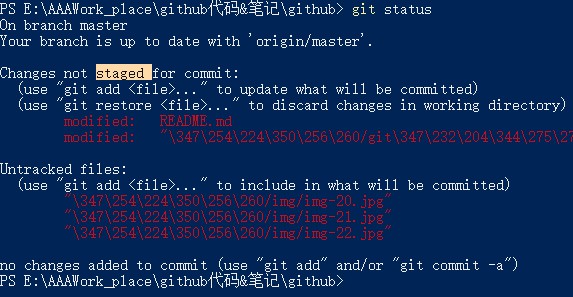 PS E:\AAAWork_place\github代码&笔记\github> git status
On branch master
Your branch is up to date with 'origin/master'.
Changes not staged for commit:
(use "git add <file>..." to update what will be committed)
(use "git restore <file>..." to discard changes in working directory)
modified: README.md
modified: "\347\254\224\350\256\260/git\347\232\204\344\275\27
Untracked files:
(use "git add <file>..." to include in what will be committed)
"\347\254\224\350\256\260/img/img-20.jpg"
"\347\254\224\350\256\260/img/img-21.jpg"
"\347\254\224\350\256\260/img/img-22.jpg"
no changes added to commit (use "git add" and/or "git commit -a")
PS E:\AAAWork_place\github代码&笔记\github>